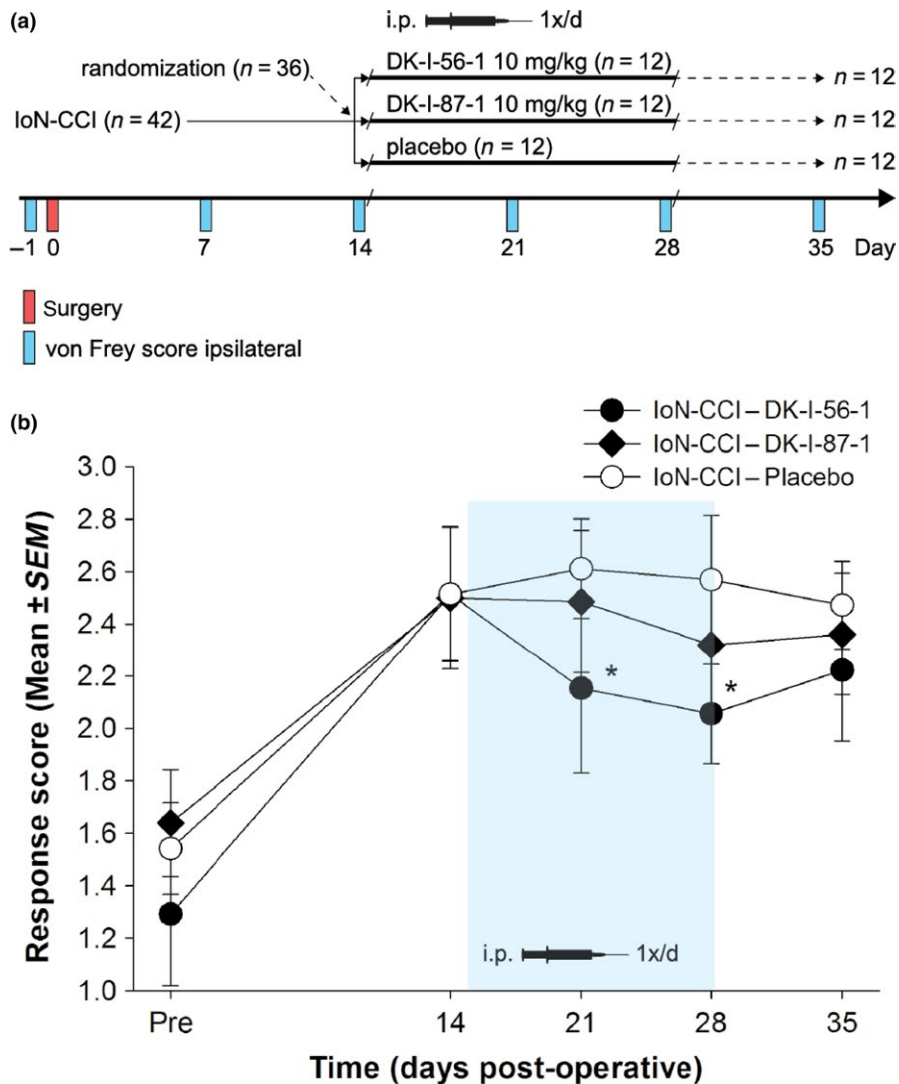 (a)
i.p. 1x/d
DK-I-56-1 10 mg/kg (n = 12)
n = 12
randomization (n = 36)
DK-I-87-1 10 mg/kg (n = 12)
n = 12
IoN-CCI (n = 42)
placebo (n = 12)
n = 12
–1 0 7 14 21 28 35 Day
Surgery
von Frey score ipsilateral
(b)
IoN-CCI – DK-I-56-1
IoN-CCI – DK-I-87-1
IoN-CCI – Placebo
Response score (Mean ± SEM)
3.0
2.8
2.6
2.4
2.2
2.0
1.8
1.6
1.4
1.2
1.0
*
*
i.p. 1x/d
Pre 14 21 28 35
Time (days post-operative)